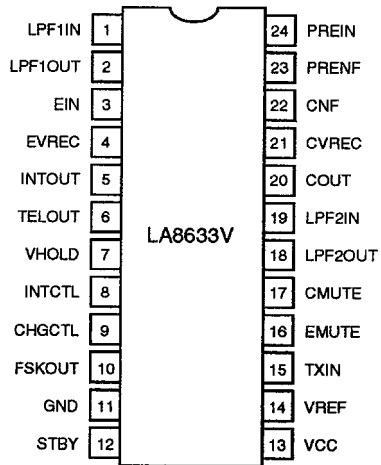 LPF1IN 1 24 PREIN
LPF1OUT 2 23 PRENF
EIN 3 22 CNF
EVREC 4 21 CVREC
INTOUT 5 20 COUT
TELOUT 6 19 LPF2IN
LA8633V
VHOLD 7 18 LPF2OUT
INTCTL 8 17 CMUTE
CHGCTL 9 16 EMUTE
FSKOUT 10 15 TXIN
GND 11 14 VREF
STBY 12 13 VCC